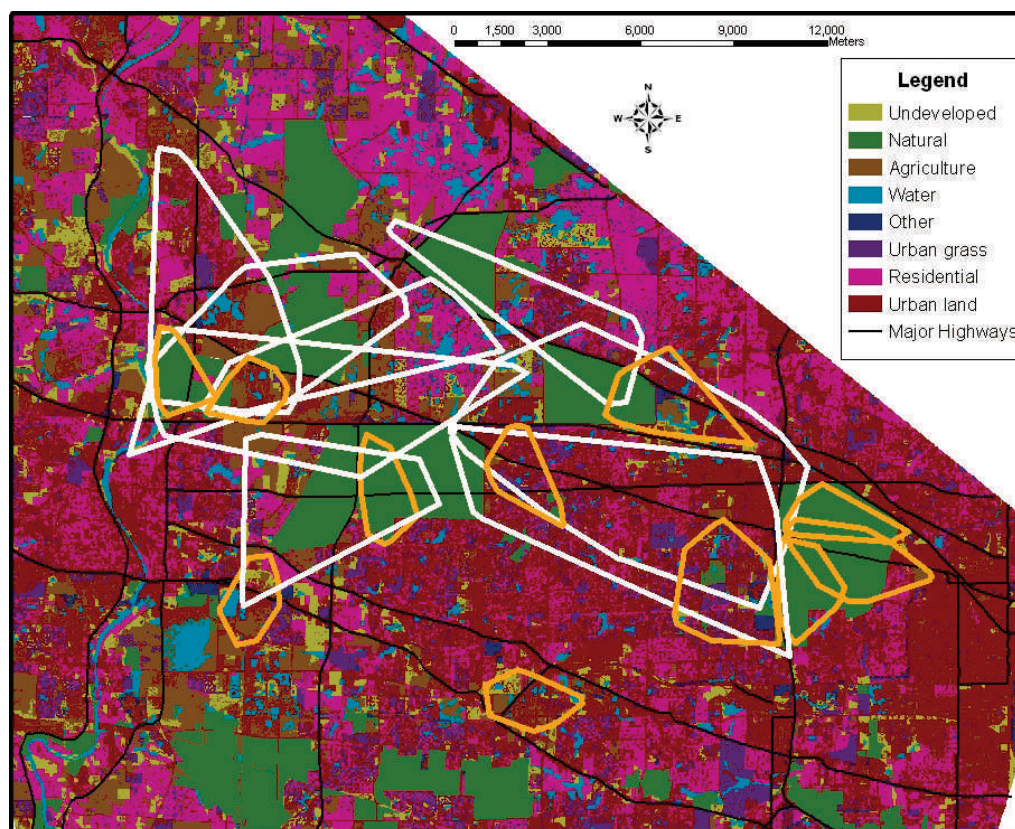 0 1,500 3,000 6,000 9,000 12,000
Meters
N
W E
S
Legend
Undeveloped
Natural
Agriculture
Water
Other
Urban grass
Residential
Urban land
Major Highways